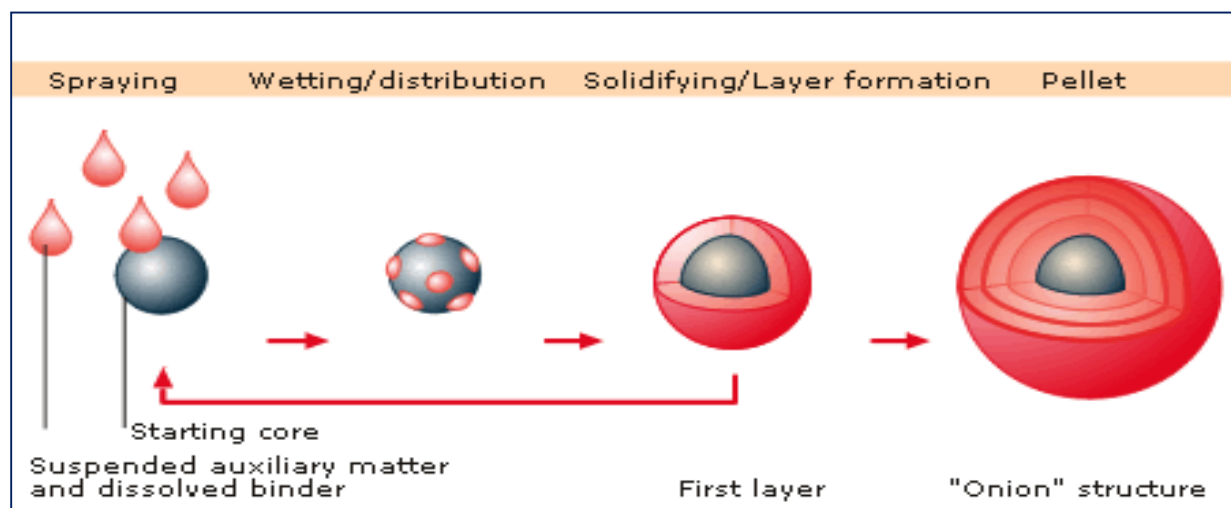 Spraying
Wetting/distribution
Solidifying/Layer formation
Pellet
Starting core
Suspended auxiliary matter
and dissolved binder
First layer
"Onion" structure